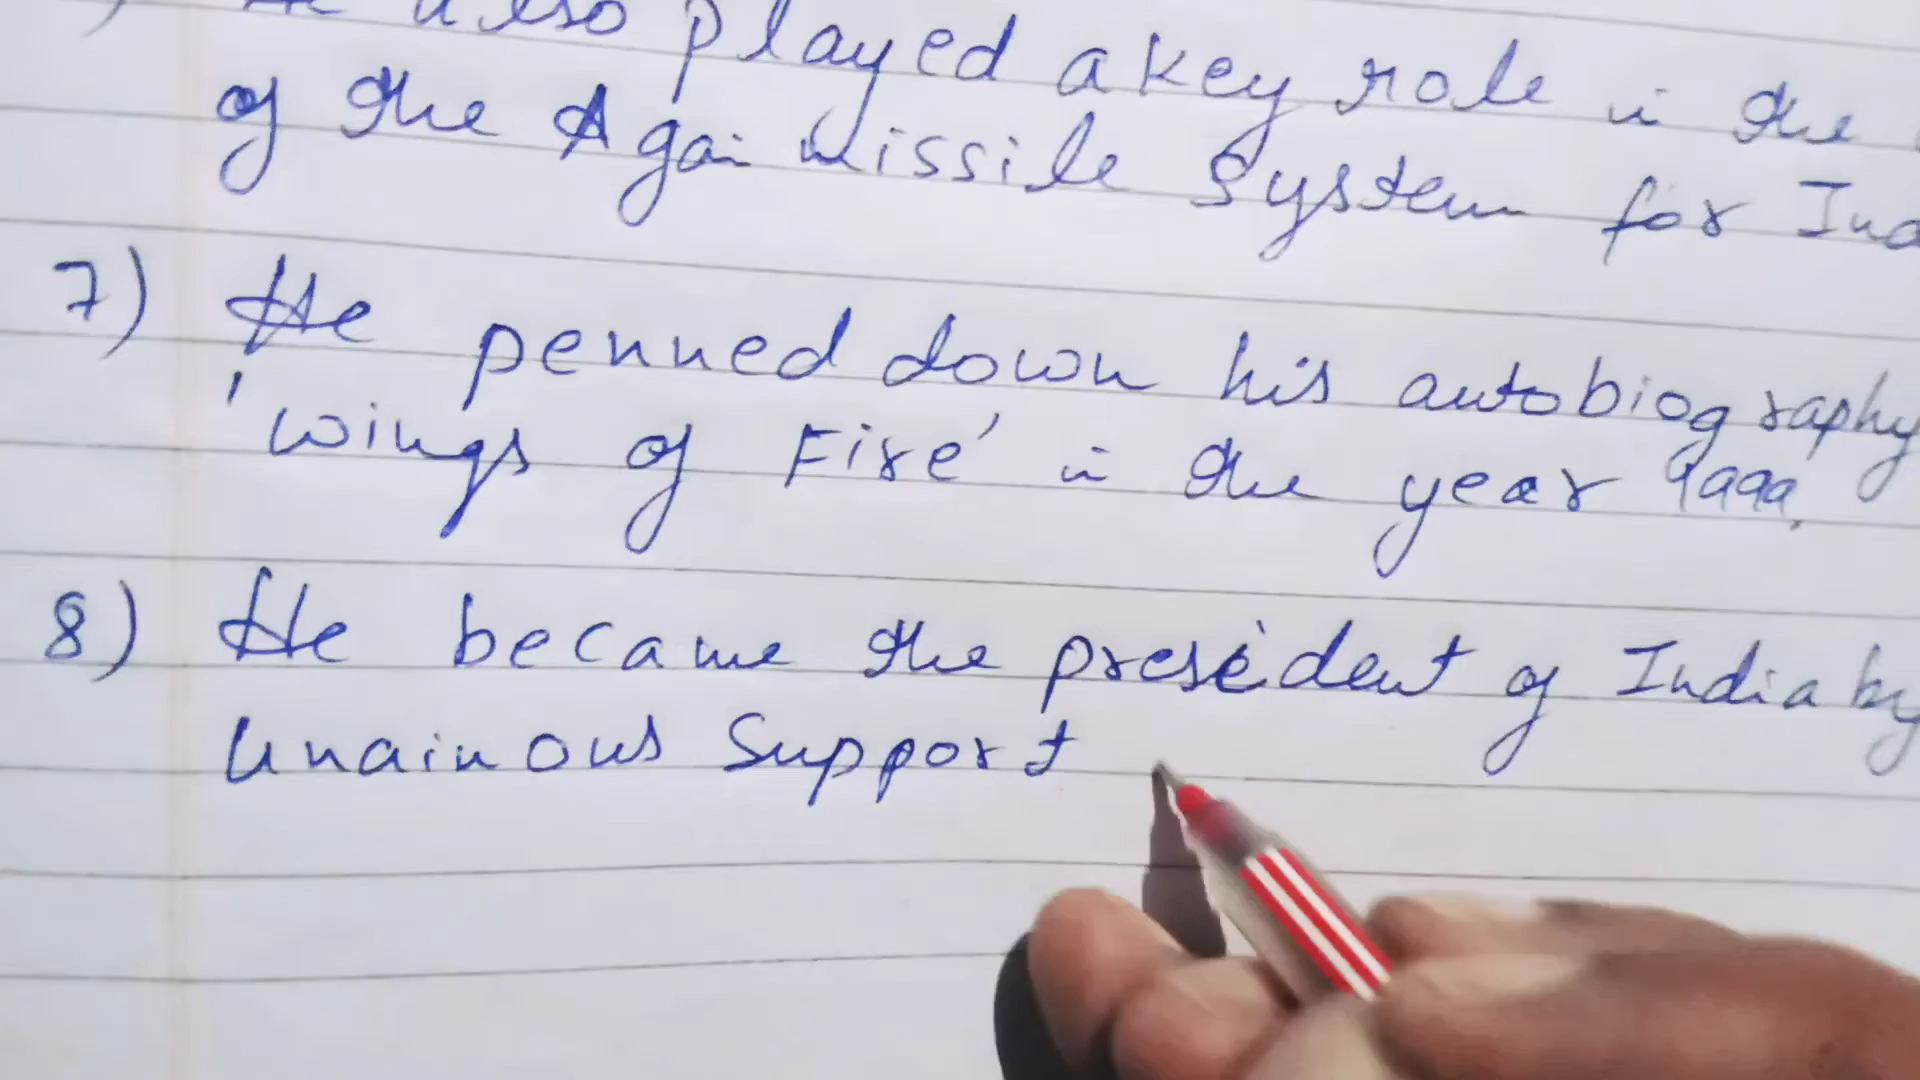 He also played a key role in the
of the Agai missile System for Ind
7) He penned down his autobiography
'wings of Fire' in the year 1999.
8) He became the president of India by
unainous Support